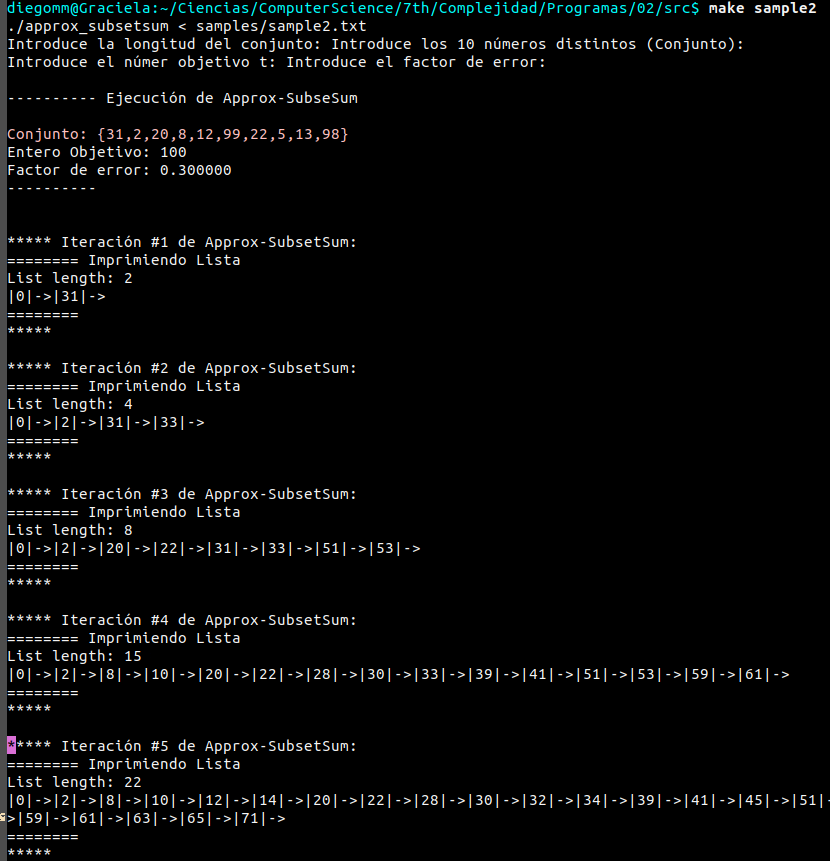 diegomm@Graciela:~/Ciencias/ComputerScience/7th/Complejidad/Programas/02/src$ make sample2
./approx_subsetsum < samples/sample2.txt
Introduce la longitud del conjunto: Introduce los 10 números distintos (Conjunto):
Introduce el númer objetivo t: Introduce el factor de error:
---------- Ejecución de Approx-SubseSum
Conjunto: {31,2,20,8,12,99,22,5,13,98}
Entero Objetivo: 100
Factor de error: 0.300000
----------
***** Iteración #1 de Approx-SubsetSum:
======== Imprimiendo Lista
List length: 2
|0|->|31|->
========
*****
***** Iteración #2 de Approx-SubsetSum:
======== Imprimiendo Lista
List length: 4
|0|->|2|->|31|->|33|->
========
*****
***** Iteración #3 de Approx-SubsetSum:
======== Imprimiendo Lista
List length: 8
|0|->|2|->|20|->|22|->|31|->|33|->|51|->|53|->
========
*****
***** Iteración #4 de Approx-SubsetSum:
======== Imprimiendo Lista
List length: 15
|0|->|2|->|8|->|10|->|20|->|22|->|28|->|30|->|33|->|39|->|41|->|51|->|53|->|59|->|61|->
========
*****
***** Iteración #5 de Approx-SubsetSum:
======== Imprimiendo Lista
List length: 22
|0|->|2|->|8|->|10|->|12|->|14|->|20|->|22|->|28|->|30|->|32|->|34|->|39|->|41|->|45|->|51|-
>|59|->|61|->|63|->|65|->|71|->
========
*****